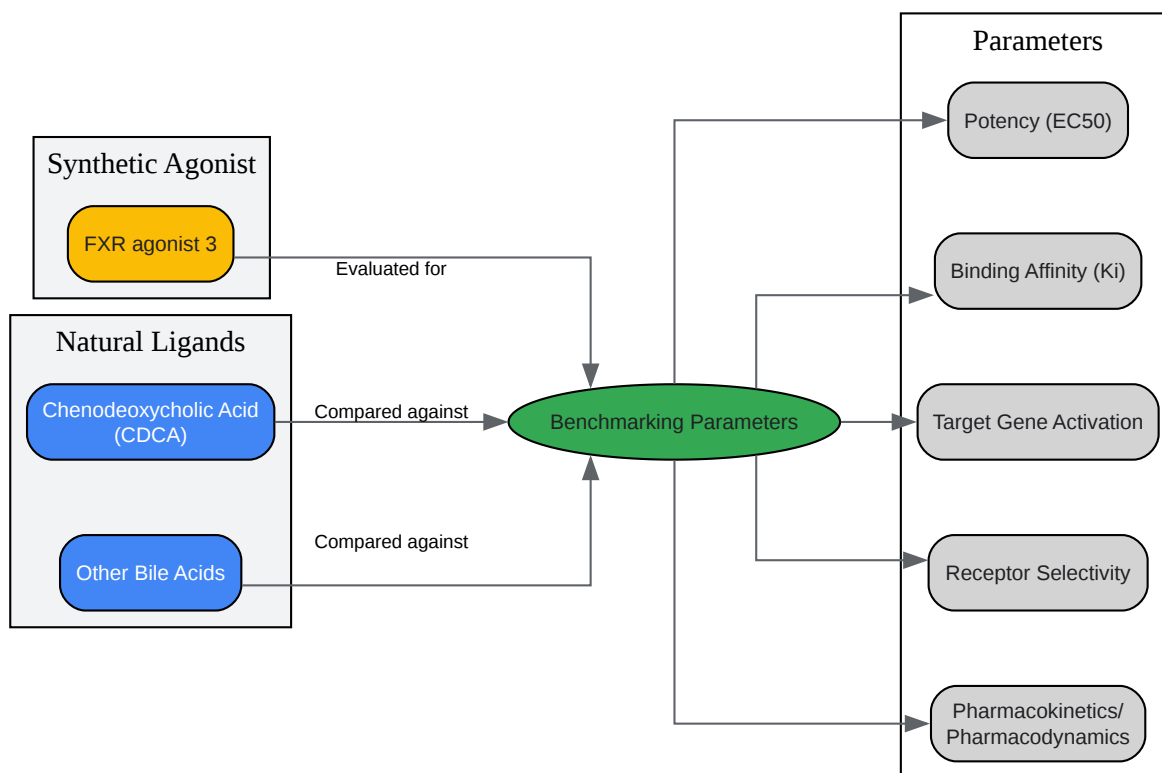 Synthetic Agonist
FXR agonist 3
Evaluated for
Natural Ligands
Chenodeoxycholic Acid
(CDCA)
Compared against
Other Bile Acids
Compared against
Benchmarking Parameters
Parameters
Potency (EC50)
Binding Affinity (Ki)
Target Gene Activation
Receptor Selectivity
Pharmacokinetics/
Pharmacodynamics